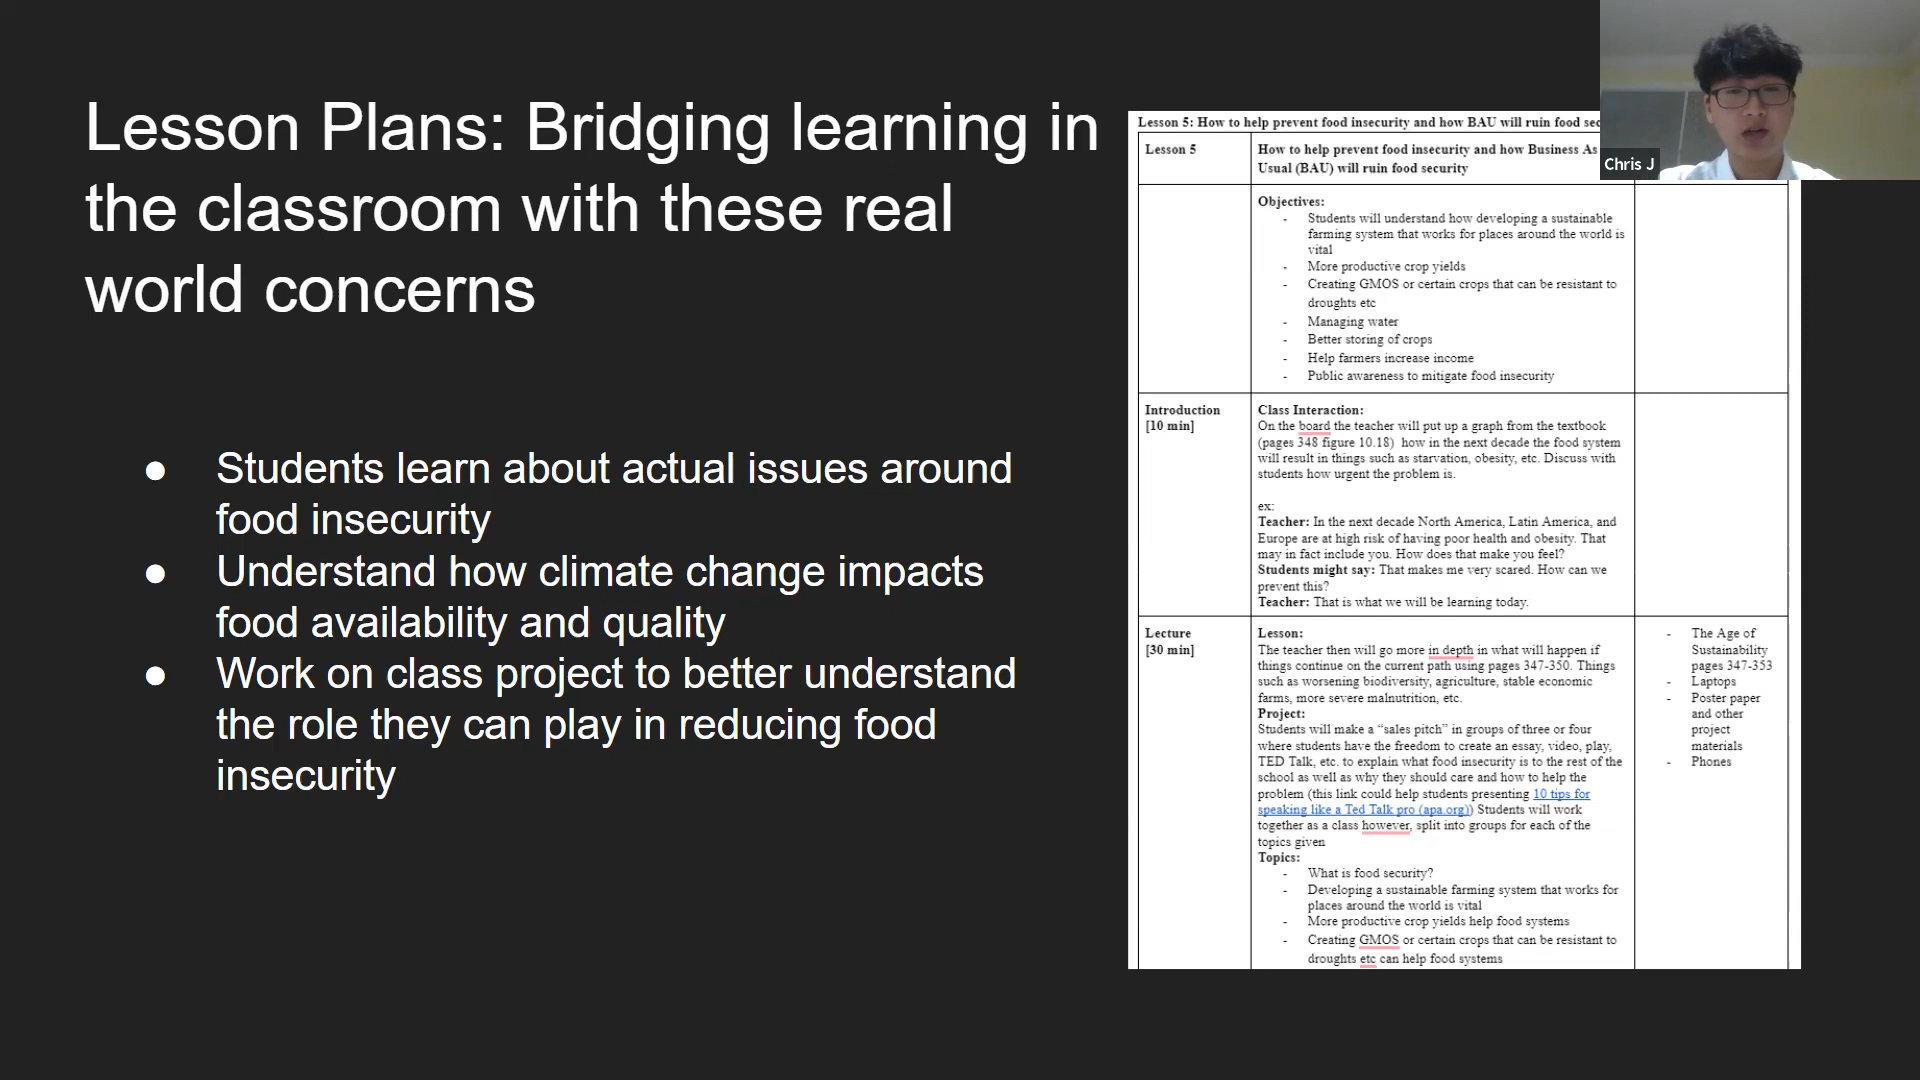 Lesson Plans: Bridging learning in
the classroom with these real
world concerns
● Students learn about actual issues around
food insecurity
● Understand how climate change impacts
food availability and quality
● Work on class project to better understand
the role they can play in reducing food
insecurity
Lesson 5: How to help prevent food insecurity and how BAU will ruin food sec
Lesson 5
How to help prevent food insecurity and how Business As
Usual (BAU) will ruin food security
Objectives:
- Students will understand how developing a sustainable
farming system that works for places around the world is
vital
- More productive crop yields
- Creating GMOS or certain crops that can be resistant to
droughts etc
- Managing water
- Better storing of crops
- Help farmers increase income
- Public awareness to mitigate food insecurity
Introduction
[10 min]
Class Interaction:
On the board the teacher will put up a graph from the textbook
(pages 348 figure 10.18) how in the next decade the food system
will result in things such as starvation, obesity, etc. Discuss with
students how urgent the problem is.
ex:
Teacher: In the next decade North America, Latin America, and
Europe are at high risk of having poor health and obesity. That
may in fact include you. How does that make you feel?
Students might say: That makes me very scared. How can we
prevent this?
Teacher: That is what we will be learning today.
Lecture
[30 min]
Lesson:
The teacher then will go more in depth in what will happen if
things continue on the current path using pages 347-350. Things
such as worsening biodiversity, agriculture, stable economic
farms, more severe malnutrition, etc.
Project:
Students will make a “sales pitch” in groups of three or four
where students have the freedom to create an essay, video, play,
TED Talk, etc. to explain what food insecurity is to the rest of the
school as well as why they should care and how to help the
problem (this link could help students presenting 10 tips for
speaking like a Ted Talk pro (apa.org)) Students will work
together as a class however, split into groups for each of the
topics given
Topics:
- What is food security?
- Developing a sustainable farming system that works for
places around the world is vital
- More productive crop yields help food systems
- Creating GMOS or certain crops that can be resistant to
droughts etc can help food systems
- The Age of
Sustainability
pages 347-353
- Laptops
- Poster paper
and other
project
materials
- Phones
Chris J